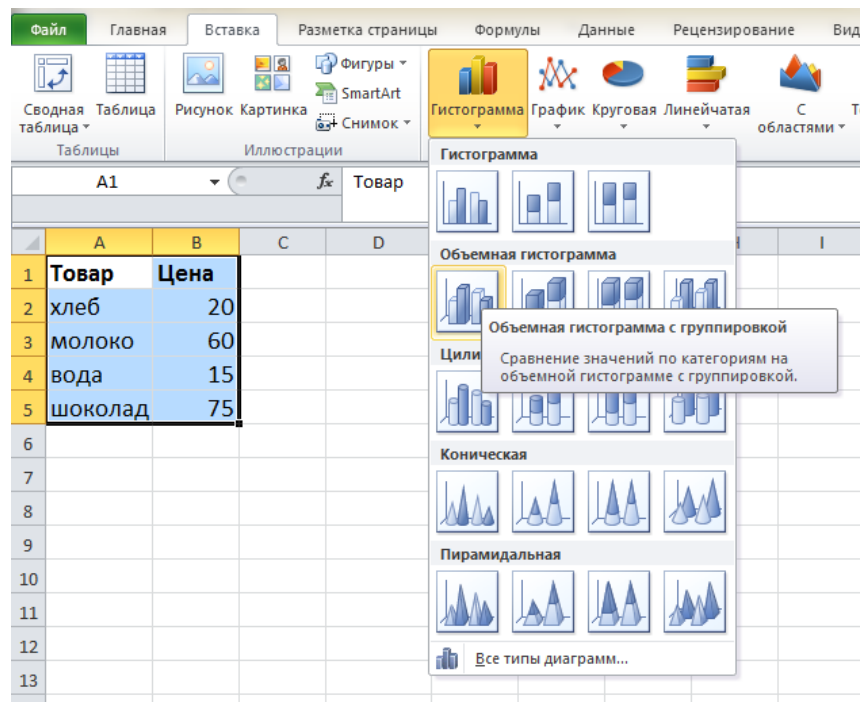 Файл Главная Вставка Разметка страницы Формулы Данные Рецензирование Вид
Фигуры
SmartArt
Снимок
Сводная таблица
Таблица
Рисунок
Картинка
Гистограмма
График
Круговая
Линейчатая
С областями
Таблицы
Иллюстрации
A1
fx
Товар
Гистограмма
A B C D I
Объемная гистограмма
1 Товар Цена
2 хлеб 20
Объемная гистограмма с группировкой
3 молоко 60
Сравнение значений по категориям на
объемной гистограмме с группировкой.
4 вода 15
5 шоколад 75
6
Коническая
7
8
9
Пирамидальная
10
11
12
Все типы диаграмм...
13